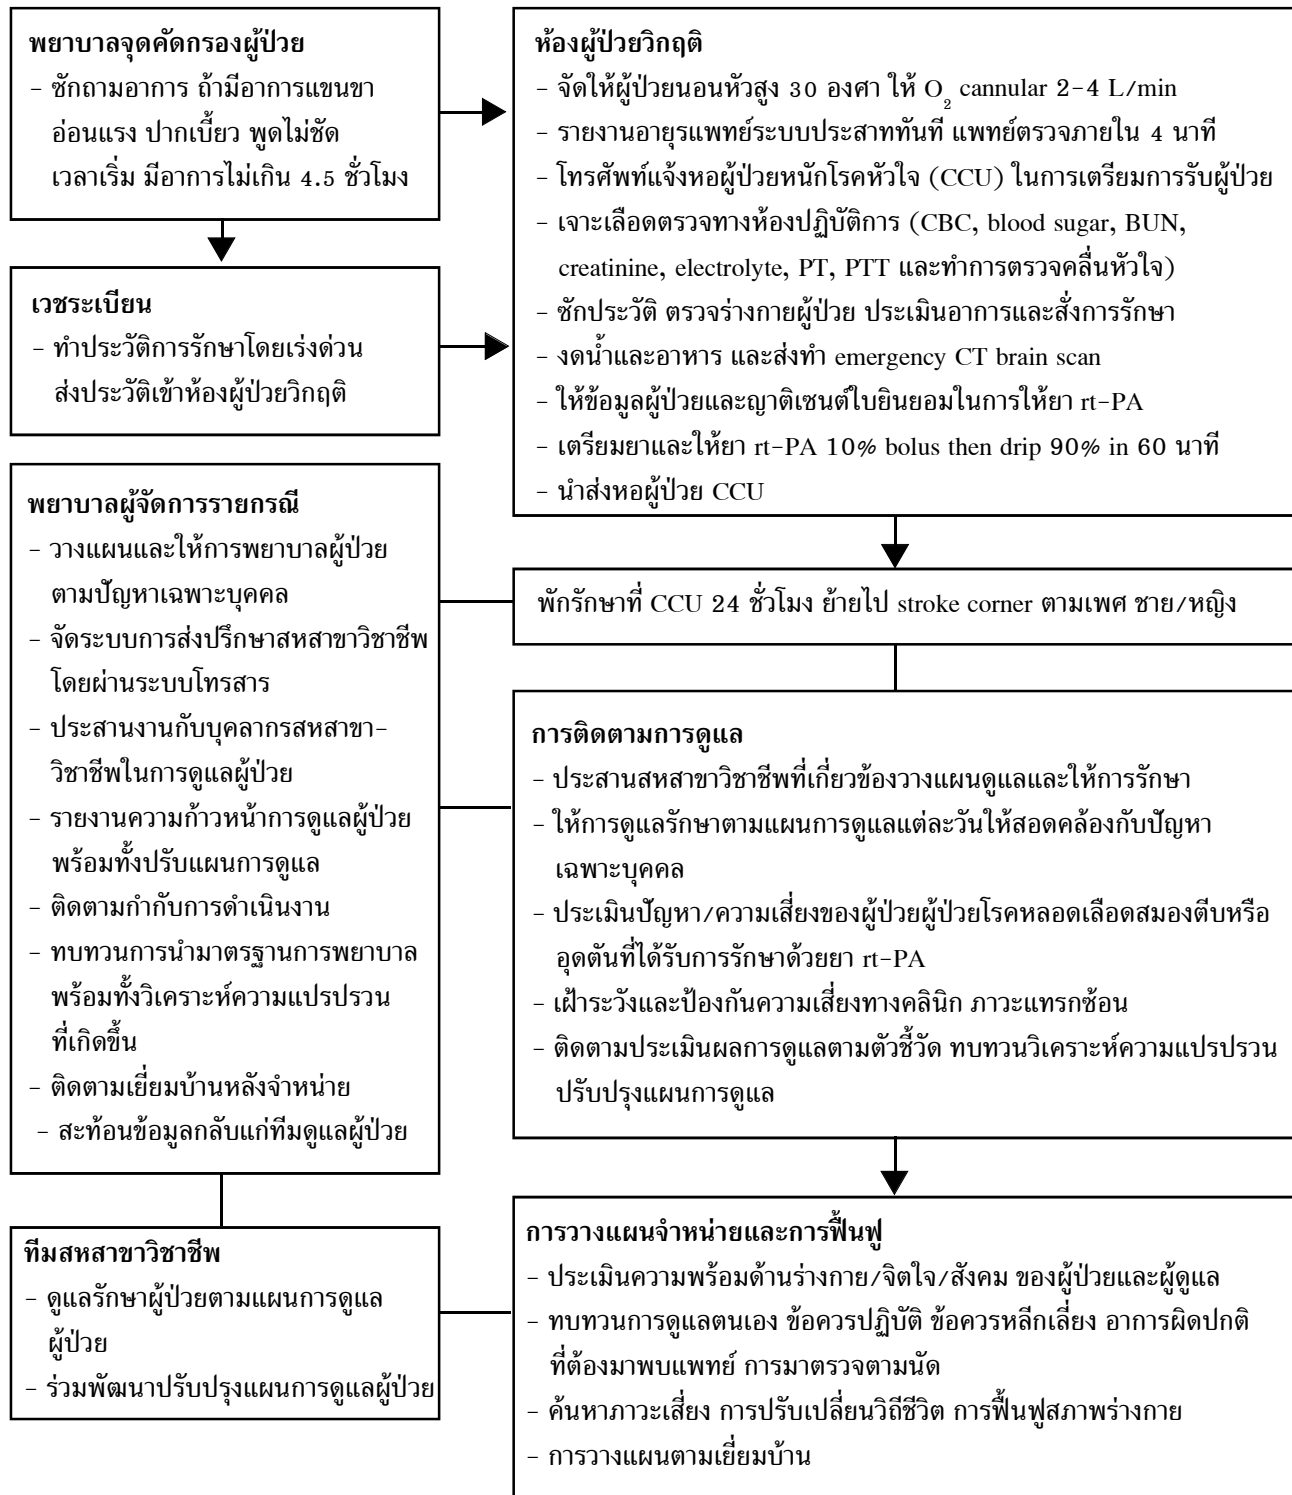 พยาบาลจุดคัดกรองผู้ป่วย
- ซักถามอาการ ถ้ามีอาการแขนขา
อ่อนแรง ปากเบี้ยว พูดไม่ชัด
เวลาเริ่ม มีอาการไม่เกิน 4.5 ชั่วโมง
เวชระเบียน
- ทำประวัติการรักษาโดยเร่งด่วน
ส่งประวัติเข้าห้องผู้ป่วยวิกฤติ
ห้องผู้ป่วยวิกฤติ
- จัดให้ผู้ป่วยนอนหัวสูง 30 องศา ให้ O₂ cannular 2-4 L/min
- รายงานอายุรแพทย์ระบบประสาททันที แพทย์ตรวจภายใน 4 นาที
- โทรศัพท์แจ้งหอผู้ป่วยหนักโรคหัวใจ (CCU) ในการเตรียมการรับผู้ป่วย
- เจาะเลือดตรวจทางห้องปฏิบัติการ (CBC, blood sugar, BUN,
creatinine, electrolyte, PT, PTT และทำการตรวจคลื่นหัวใจ)
- ซักประวัติ ตรวจร่างกายผู้ป่วย ประเมินอาการและสั่งการรักษา
- งดน้ำและอาหาร และส่งทำ emergency CT brain scan
- ให้ข้อมูลผู้ป่วยและญาติเซนต์ใบยินยอมในการให้ยา rt-PA
- เตรียมยาและให้ยา rt-PA 10% bolus then drip 90% in 60 นาที
- นำส่งหอผู้ป่วย CCU
พยาบาลผู้จัดการรายกรณี
- วางแผนและให้การพยาบาลผู้ป่วย
ตามปัญหาเฉพาะบุคคล
- จัดระบบการส่งปรึกษาสหสาขาวิชาชีพ
โดยผ่านระบบโทรสาร
- ประสานงานกับบุคลากรสหสาขา-
วิชาชีพในการดูแลผู้ป่วย
- รายงานความก้าวหน้าการดูแลผู้ป่วย
พร้อมทั้งปรับแผนการดูแล
- ติดตามกำกับการดำเนินงาน
- ทบทวนการนำมาตรฐานการพยาบาล
พร้อมทั้งวิเคราะห์ความแปรปรวน
ที่เกิดขึ้น
- ติดตามเยี่ยมบ้านหลังจำหน่าย
- สะท้อนข้อมูลกลับแก่ทีมดูแลผู้ป่วย
พักรักษาที่ CCU 24 ชั่วโมง ย้ายไป stroke corner ตามเพศ ชาย/หญิง
การติดตามการดูแล
- ประสานสหสาขาวิชาชีพที่เกี่ยวข้องวางแผนดูแลและให้การรักษา
- ให้การดูแลรักษาตามแผนการดูแลแต่ละวันให้สอดคล้องกับปัญหา
เฉพาะบุคคล
- ประเมินปัญหา/ความเสี่ยงของผู้ป่วยผู้ป่วยโรคหลอดเลือดสมองตีบหรือ
อุดตันที่ได้รับการรักษาด้วยยา rt-PA
- เฝ้าระวังและป้องกันความเสี่ยงทางคลินิก ภาวะแทรกซ้อน
- ติดตามประเมินผลการดูแลตามตัวชี้วัด ทบทวนวิเคราะห์ความแปรปรวน
ปรับปรุงแผนการดูแล
ทีมสหสาขาวิชาชีพ
- ดูแลรักษาผู้ป่วยตามแผนการดูแล
ผู้ป่วย
- ร่วมพัฒนาปรับปรุงแผนการดูแลผู้ป่วย
การวางแผนจำหน่ายและการฟื้นฟู
- ประเมินความพร้อมด้านร่างกาย/จิตใจ/สังคม ของผู้ป่วยและผู้ดูแล
- ทบทวนการดูแลตนเอง ข้อควรปฏิบัติ ข้อควรหลีกเลี่ยง อาการผิดปกติ
ที่ต้องมาพบแพทย์ การมาตรวจตามนัด
- ค้นหาภาวะเสี่ยง การปรับเปลี่ยนวิถีชีวิต การฟื้นฟูสภาพร่างกาย
- การวางแผนตามเยี่ยมบ้าน